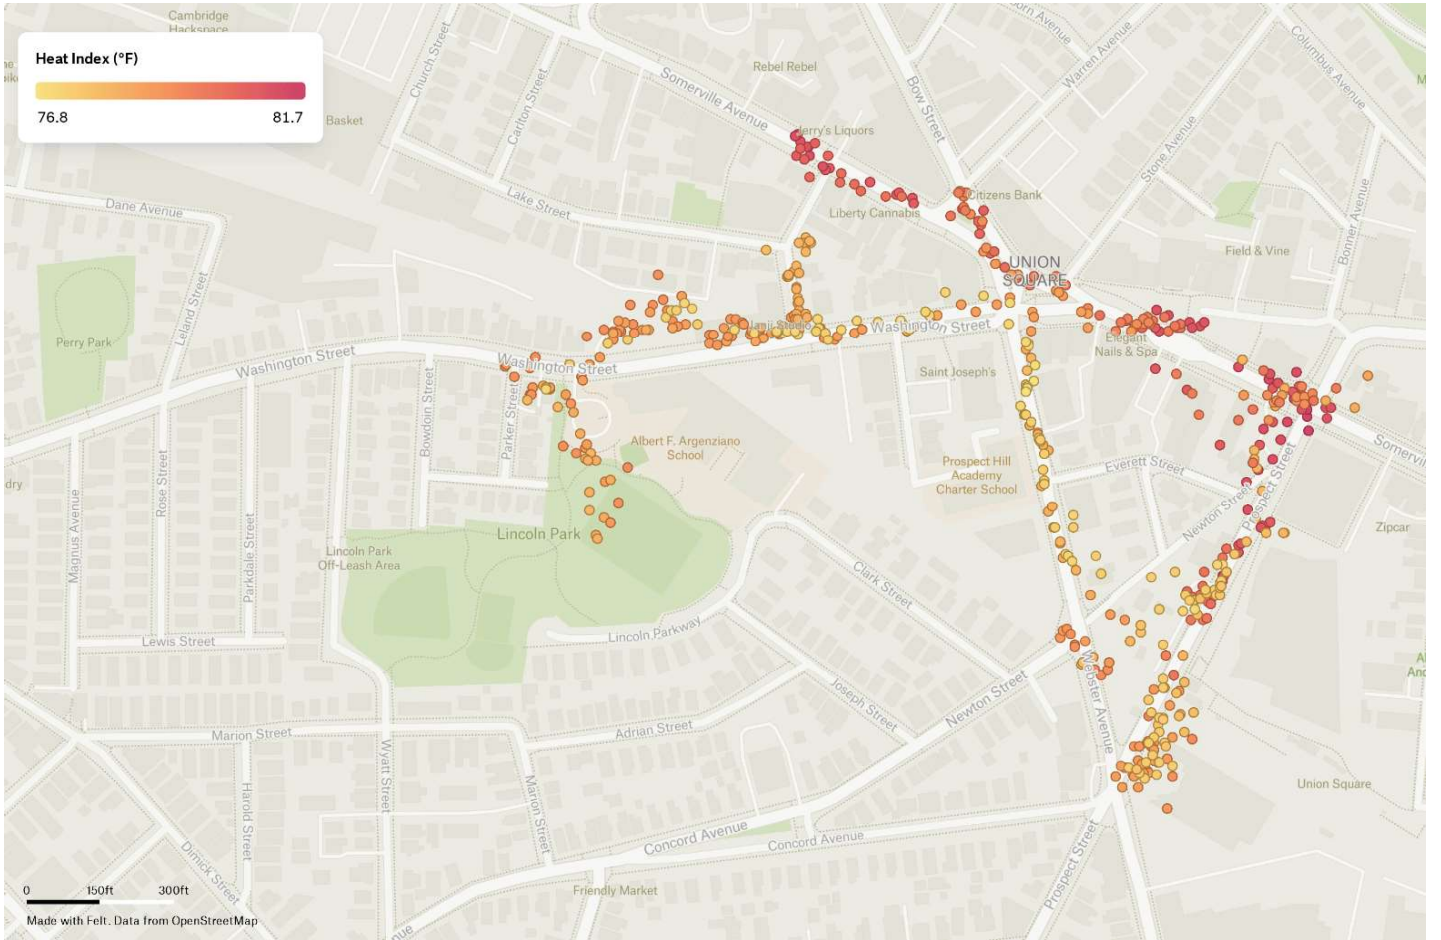 Cambridge
Hackspace
Heat Index (°F)
76.8
81.7
Basket
Church Street
Carlton Street
Somerville Avenue
Rebel Rebel
Bow Street
Warren Avenue
Columbus Avenue
Jerry's Liquors
Stone Avenue
Dane Avenue
Lake Street
Liberty Cannabis
Citizens Bank
Bonner Avenue
Field & Vine
UNION
SQUARE
Leland Street
Perry Park
Washington Street
Washington Street
Washington Street
Elegant
Nails & Spa
Saint Joseph's
Bowdoin Street
Parker Street
Albert F. Argenziano
School
Prospect Hill
Academy
Charter School
Everett Street
Newton Street
Prospect Street
Zipcar
Magnus Avenue
Rose Street
Parkdale Street
Lincoln Park
Lincoln Park
Off-Leash Area
Clark Street
Lincoln Parkway
Lewis Street
Webster Avenue
Joseph Street
Newton Street
Marion Street
Adrian Street
Wyatt Street
Harold Street
Marion Street
Union Square
Concord Avenue
Concord Avenue
Dimick Street
Prospect Street
Friendly Market
0
150ft
300ft
Made with Felt. Data from OpenStreetMap